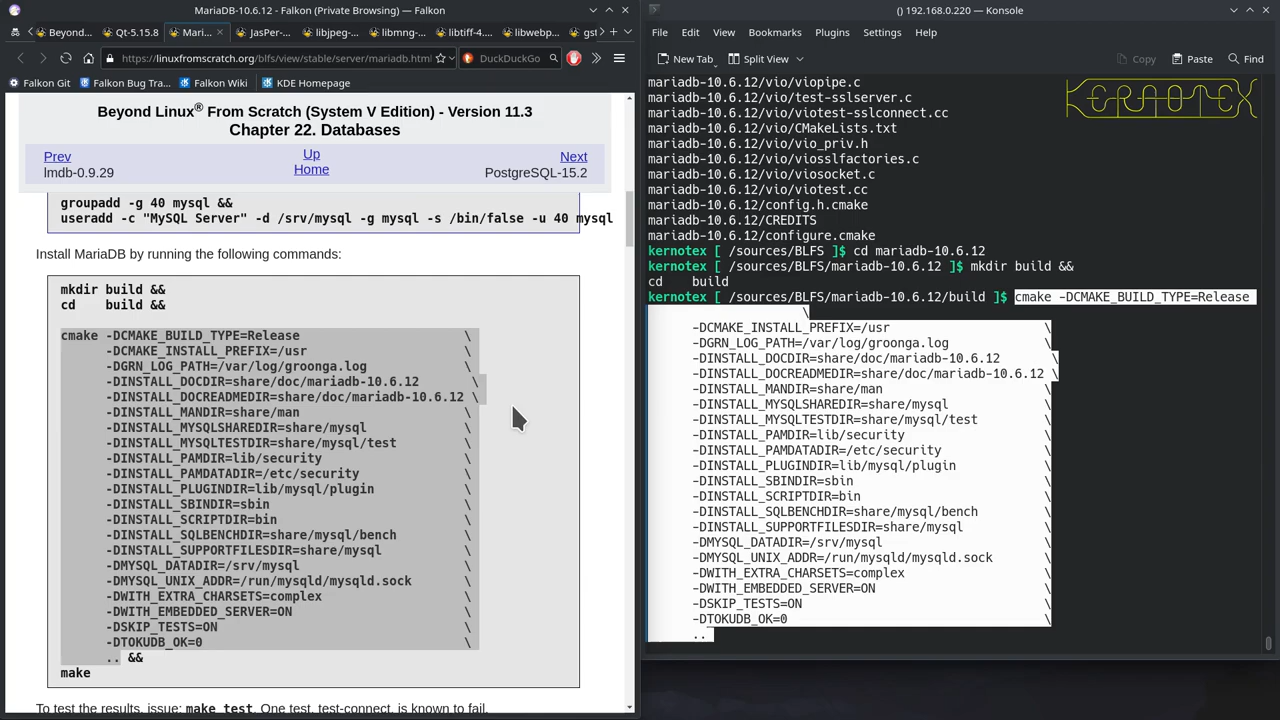 MariaDB-10.6.12 - Falkon (Private Browsing) — Falkon
Beyond...
Qt-5.15.8
Mari...
JasPer-...
libjpeg-...
libmng-...
libtiff-4....
libwebp...
gst
https://linuxfromscratch.org/blfs/view/stable/server/mariadb.html
DuckDuckGo
Falkon Git
Falkon Bug Tra...
Falkon Wiki
KDE Homepage
Beyond Linux® From Scratch (System V Edition) - Version 11.3
Chapter 22. Databases
Prev
Up
Next
lmdb-0.9.29
Home
PostgreSQL-15.2
groupadd -g 40 mysql &&
useradd -c "MySQL Server" -d /srv/mysql -g mysql -s /bin/false -u 40 mysql
Install MariaDB by running the following commands:
mkdir build &&
cd    build &&
cmake -DCMAKE_BUILD_TYPE=Release                      \
      -DCMAKE_INSTALL_PREFIX=/usr                     \
      -DGRN_LOG_PATH=/var/log/groonga.log             \
      -DINSTALL_DOCDIR=share/doc/mariadb-10.6.12       \
      -DINSTALL_DOCREADMEDIR=share/doc/mariadb-10.6.12 \
      -DINSTALL_MANDIR=share/man                      \
      -DINSTALL_MYSQLSHAREDIR=share/mysql             \
      -DINSTALL_MYSQLTESTDIR=share/mysql/test         \
      -DINSTALL_PAMDIR=lib/security                   \
      -DINSTALL_PAMDATADIR=/etc/security              \
      -DINSTALL_PLUGINDIR=lib/mysql/plugin            \
      -DINSTALL_SBINDIR=sbin                          \
      -DINSTALL_SCRIPTDIR=bin                         \
      -DINSTALL_SQLBENCHDIR=share/mysql/bench         \
      -DINSTALL_SUPPORTFILESDIR=share/mysql           \
      -DMYSQL_DATADIR=/srv/mysql                      \
      -DMYSQL_UNIX_ADDR=/run/mysqld/mysqld.sock       \
      -DWITH_EXTRA_CHARSETS=complex                   \
      -DWITH_EMBEDDED_SERVER=ON                       \
      -DSKIP_TESTS=ON                                 \
      -DTOKUDB_OK=0                                   \
      .. &&
make
To test the results, issue: make test. One test, test-connect, is known to fail.
() 192.168.0.220 — Konsole
File Edit View Bookmarks Plugins Settings Help
New Tab
Split View
Copy
Paste
Find
KERNOTEX
mariadb-10.6.12/vio/viopipe.c
mariadb-10.6.12/vio/test-sslserver.c
mariadb-10.6.12/vio/viotest-sslconnect.cc
mariadb-10.6.12/vio/CMakeLists.txt
mariadb-10.6.12/vio/vio_priv.h
mariadb-10.6.12/vio/viosslfactories.c
mariadb-10.6.12/vio/viosocket.c
mariadb-10.6.12/vio/viotest.cc
mariadb-10.6.12/config.h.cmake
mariadb-10.6.12/CREDITS
mariadb-10.6.12/configure.cmake
kernotex [ /sources/BLFS ]$ cd mariadb-10.6.12
kernotex [ /sources/BLFS/mariadb-10.6.12 ]$ mkdir build &&
cd    build
kernotex [ /sources/BLFS/mariadb-10.6.12/build ]$ cmake -DCMAKE_BUILD_TYPE=Release
                     \
      -DCMAKE_INSTALL_PREFIX=/usr                     \
      -DGRN_LOG_PATH=/var/log/groonga.log             \
      -DINSTALL_DOCDIR=share/doc/mariadb-10.6.12       \
      -DINSTALL_DOCREADMEDIR=share/doc/mariadb-10.6.12 \
      -DINSTALL_MANDIR=share/man                      \
      -DINSTALL_MYSQLSHAREDIR=share/mysql             \
      -DINSTALL_MYSQLTESTDIR=share/mysql/test         \
      -DINSTALL_PAMDIR=lib/security                   \
      -DINSTALL_PAMDATADIR=/etc/security              \
      -DINSTALL_PLUGINDIR=lib/mysql/plugin            \
      -DINSTALL_SBINDIR=sbin                          \
      -DINSTALL_SCRIPTDIR=bin                         \
      -DINSTALL_SQLBENCHDIR=share/mysql/bench         \
      -DINSTALL_SUPPORTFILESDIR=share/mysql           \
      -DMYSQL_DATADIR=/srv/mysql                      \
      -DMYSQL_UNIX_ADDR=/run/mysqld/mysqld.sock       \
      -DWITH_EXTRA_CHARSETS=complex                   \
      -DWITH_EMBEDDED_SERVER=ON                       \
      -DSKIP_TESTS=ON                                 \
      -DTOKUDB_OK=0                                   \
      ..